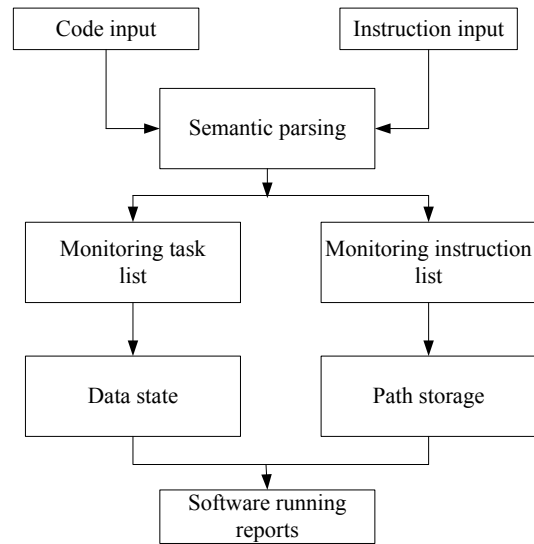 Code input
Instruction input
Semantic parsing
Monitoring task
list
Monitoring instruction
list
Data state
Path storage
Software running
reports